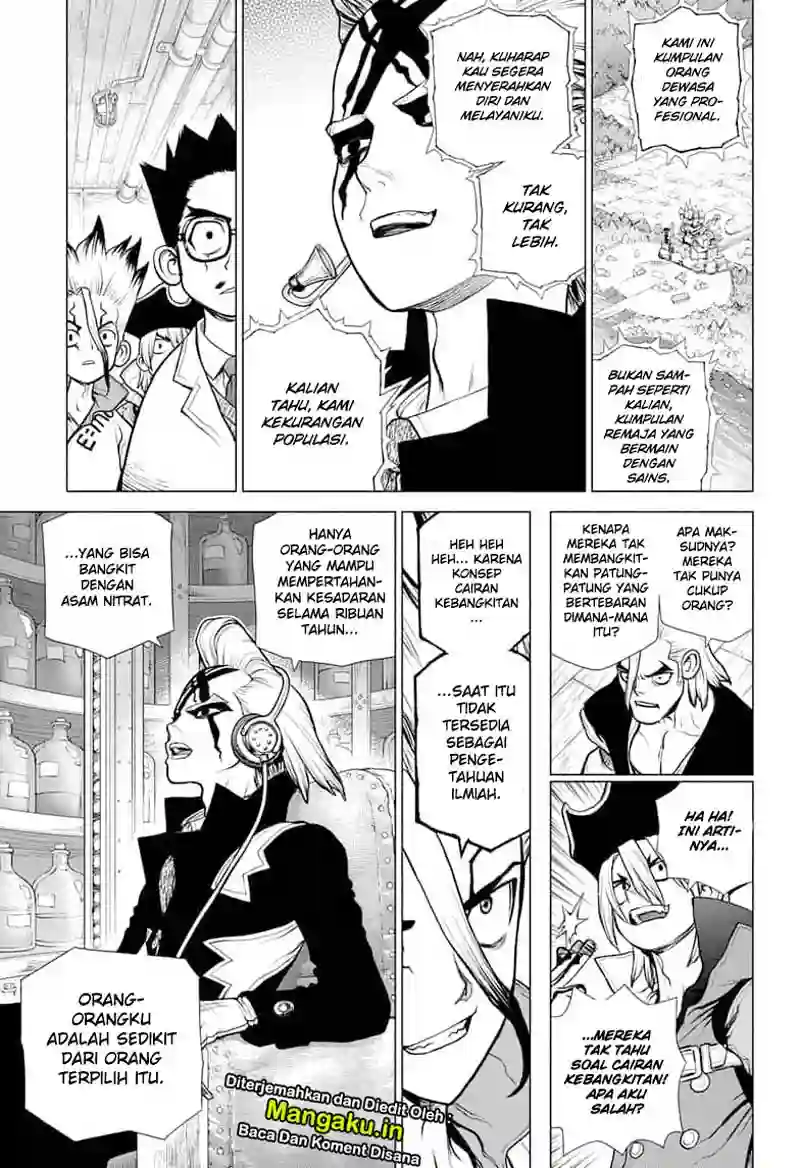 KAMI INI
KUMPULAN
ORANG
DEWASA
YANG PRO-
FESIONAL.
BUKAN SAM-
PAH SEPERTI
KALIAN,
KUMPULAN
REMAJA YANG
BERMAIN
DENGAN
SAINS.
NAH, KUHARAP
KAU SEGERA
MENYERAHKAN
DIRI DAN
MELAYANIKU.
TAK
KURANG,
TAK
LEBIH.
KALIAN
TAHU, KAMI
KEKURANGAN
POPULASI.
E=m
APA MAK-
SUDNYA?
MEREKA
TAK PUNYA
CUKUP
ORANG?
KENAPA
MEREKA TAK
MEMBANGKIT-
KAN PATUNG-
PATUNG YANG
BERTEBARAN
DIMANA-MANA
ITU?
HA HA!
INI ARTI-
NYA...
...MEREKA
TAK TAHU
SOAL CAIRAN
KEBANGKITAN!
APA AKU
SALAH?
HEH HEH
HEH... KARENA
KONSEP
CAIRAN
KEBANGKITAN
...
...SAAT ITU
TIDAK
TERSEDIA
SEBAGAI
PENGE-
TAHUAN
ILMIAH.
HANYA
ORANG-ORANG
YANG MAMPU
MEMPERTAHAN-
KAN KESADARAN
SELAMA RIBUAN
TAHUN...
...YANG BISA
BANGKIT
DENGAN
ASAM NITRAT.
ORANG-
ORANGKU
ADALAH SEDIKIT
DARI ORANG
TERPILIH ITU.
Diterjemahkan dan Diedit Oleh :
Mangaku.in
Baca Dan Koment Disana